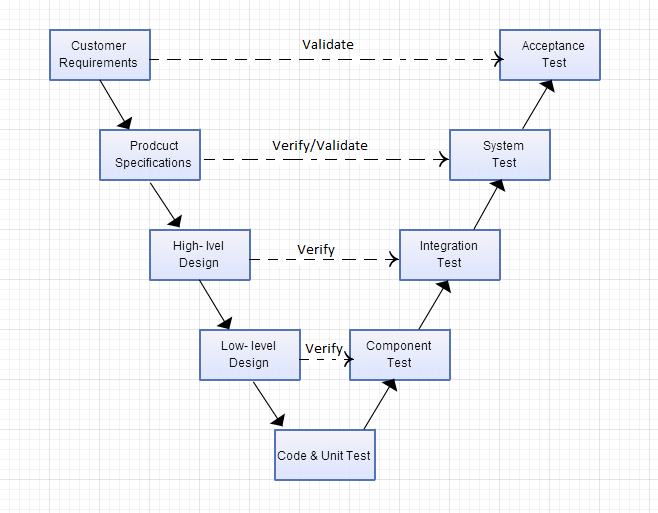 Customer
Requirements
Validate
Acceptance
Test
Prodcuct
Specifications
Verify/Validate
System
Test
High- lvel
Design
Verify
Integration
Test
Low- level
Design
Verify
Component
Test
Code & Unit Test